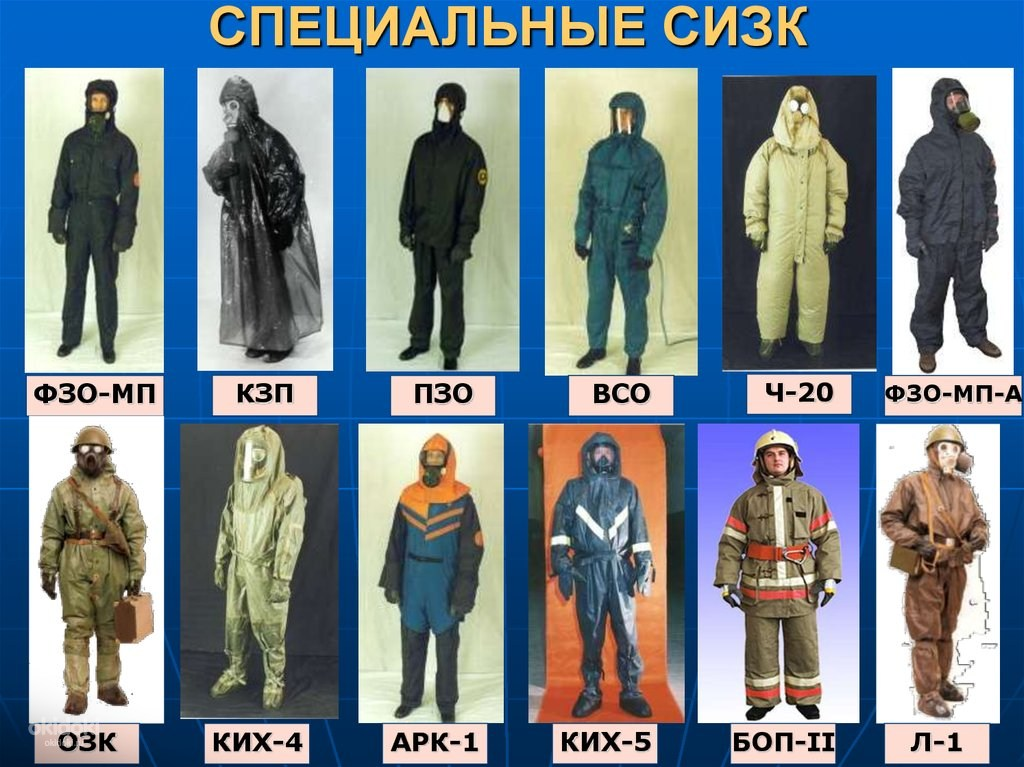 СПЕЦИАЛЬНЫЕ СИЗК
ФЗО-МП КЗП ПЗО ВСО Ч-20 ФЗО-МП-А
ОЗК КИХ-4 АРК-1 КИХ-5 БОП-II Л-1
okidoki